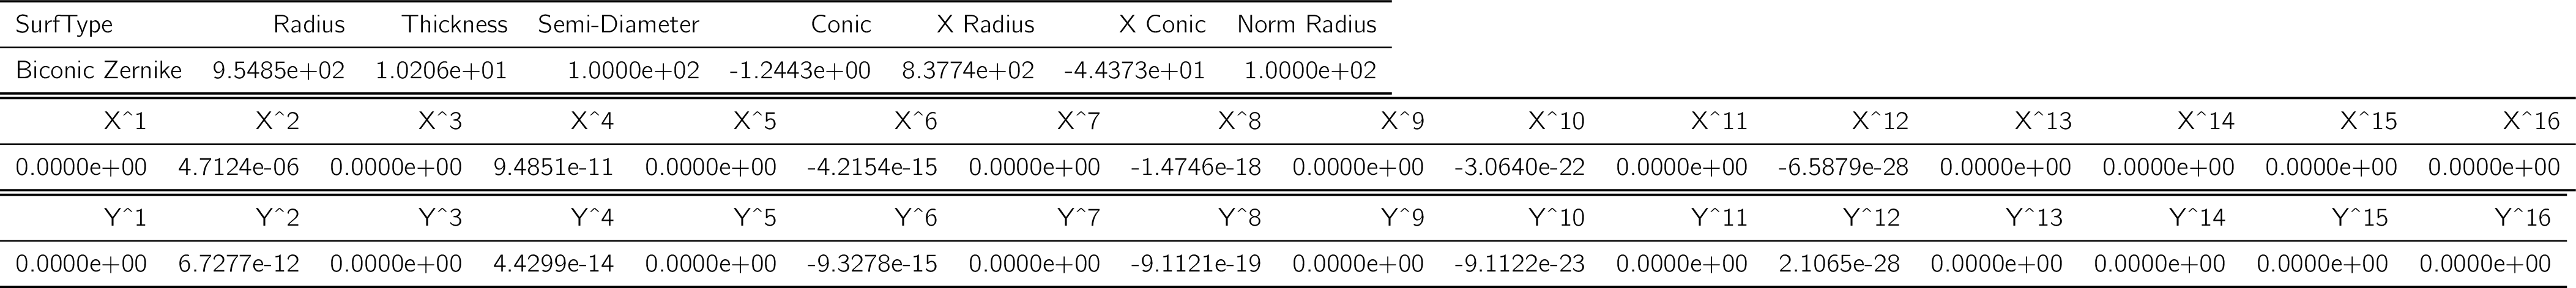 SurfType Radius Thickness Semi-Diameter Conic X Radius X Conic Norm Radius
Biconic Zernike 9.5485e+02 1.0206e+01 1.0000e+02 -1.2443e+00 8.3774e+02 -4.4373e+01 1.0000e+02
X^1 X^2 X^3 X^4 X^5 X^6 X^7 X^8 X^9 X^10 X^11 X^12 X^13 X^14 X^15 X^16
0.0000e+00 4.7124e-06 0.0000e+00 9.4851e-11 0.0000e+00 -4.2154e-15 0.0000e+00 -1.4746e-18 0.0000e+00 -3.0640e-22 0.0000e+00 -6.5879e-28 0.0000e+00 0.0000e+00 0.0000e+00 0.0000e+00
Y^1 Y^2 Y^3 Y^4 Y^5 Y^6 Y^7 Y^8 Y^9 Y^10 Y^11 Y^12 Y^13 Y^14 Y^15 Y^16
0.0000e+00 6.7277e-12 0.0000e+00 4.4299e-14 0.0000e+00 -9.3278e-15 0.0000e+00 -9.1121e-19 0.0000e+00 -9.1122e-23 0.0000e+00 2.1065e-28 0.0000e+00 0.0000e+00 0.0000e+00 0.0000e+00